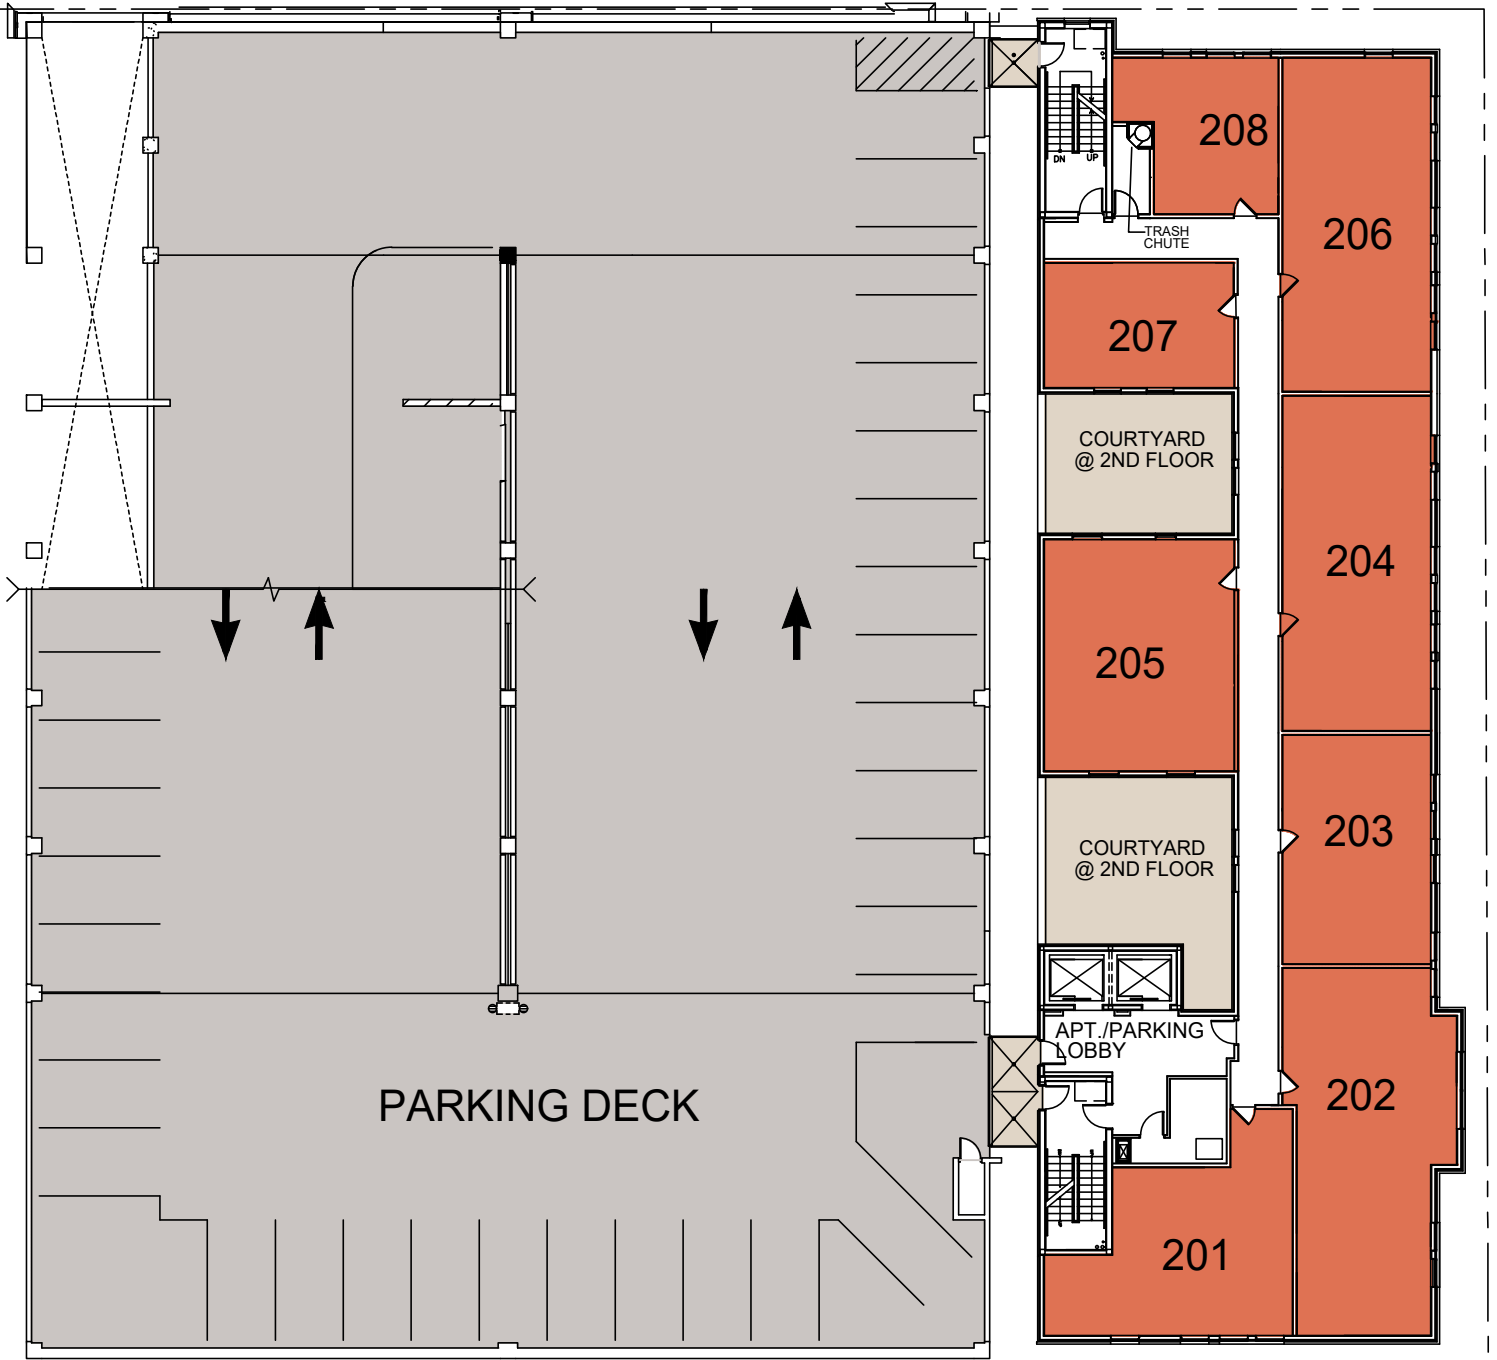 208
DN
UP
TRASH
CHUTE
206
207
COURTYARD
@ 2ND FLOOR
204
205
203
COURTYARD
@ 2ND FLOOR
APT./PARKING
LOBBY
202
PARKING DECK
201